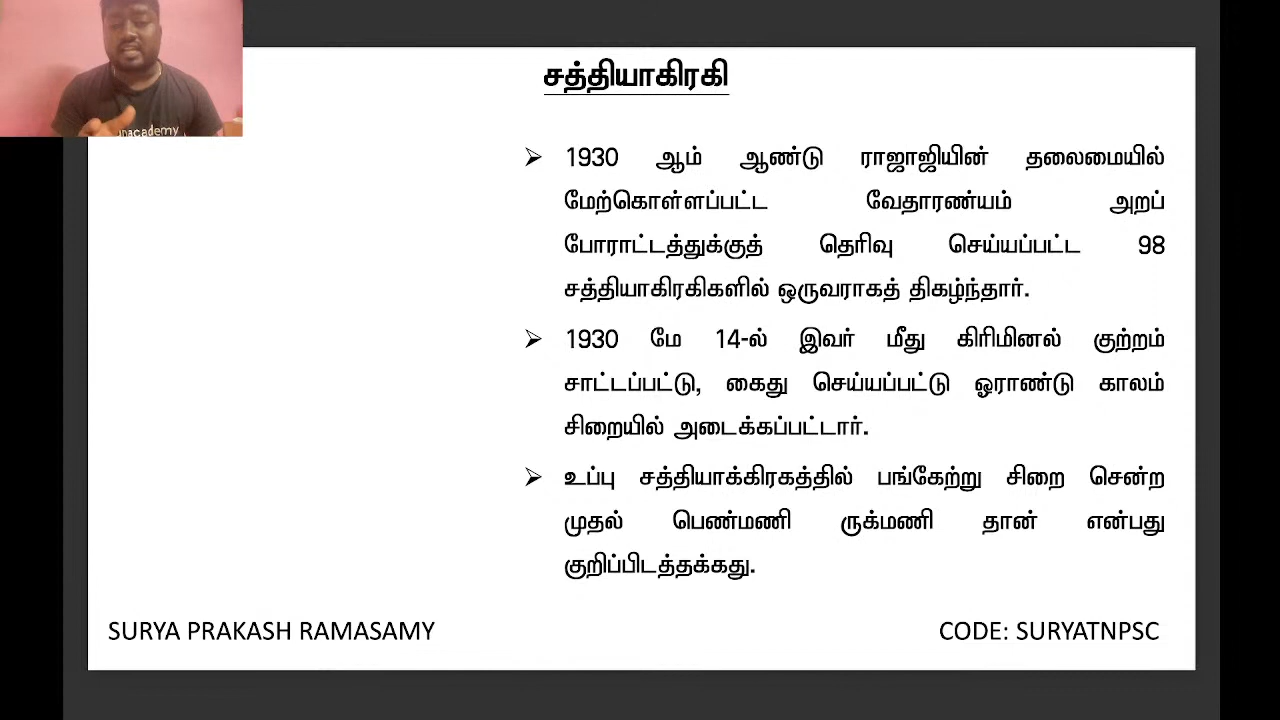 unacademy
சத்தியாகிரகி
➢ 1930 ஆம் ஆண்டு ராஜாஜியின் தலைமையில்
மேற்கொள்ளப்பட்ட வேதாரண்யம் அறப்
போராட்டத்துக்குத் தெரிவு செய்யப்பட்ட 98
சத்தியாகிரகிகளில் ஒருவராகத் திகழ்ந்தார்.
➢ 1930 மே 14-ல் இவர் மீது கிரிமினல் குற்றம்
சாட்டப்பட்டு, கைது செய்யப்பட்டு ஓராண்டு காலம்
சிறையில் அடைக்கப்பட்டார்.
➢ உப்பு சத்தியாக்கிரகத்தில் பங்கேற்று சிறை சென்ற
முதல் பெண்மணி ருக்மணி தான் என்பது
குறிப்பிடத்தக்கது.
SURYA PRAKASH RAMASAMY
CODE: SURYATNPSC